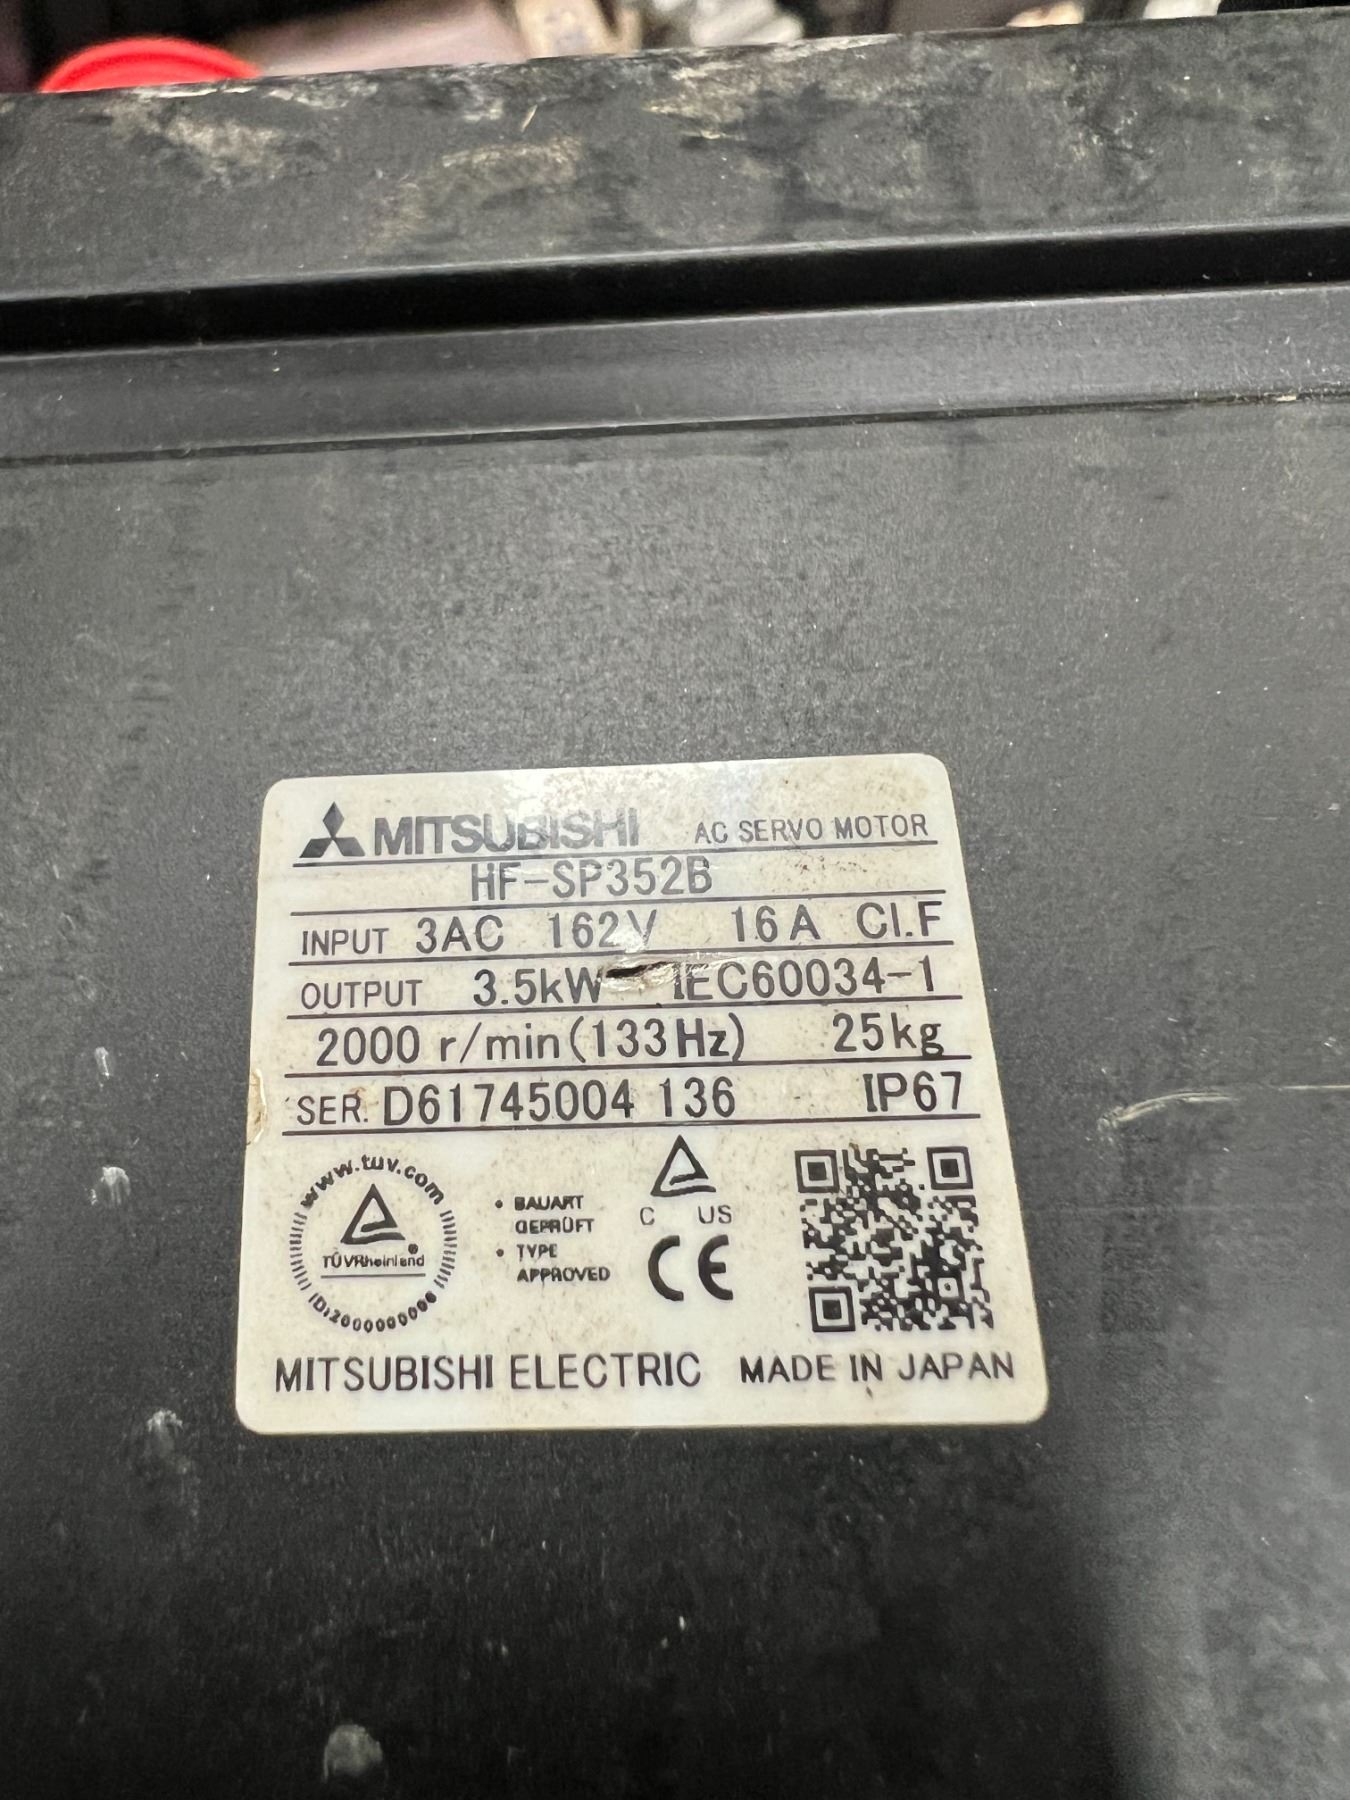 MITSUBISHI AC SERVO MOTOR
HF-SP352B
INPUT 3AC 162V 16A Cl.F
OUTPUT 3.5kW IEC60034-1
2000 r/min(133Hz) 25kg
SER. D61745004 136 IP67
www.tuv.com
TÜVRheinland®
ID:2000000006
• BAUART
GEPRÜFT
• TYPE
APPROVED
C US
CE
MITSUBISHI ELECTRIC MADE IN JAPAN